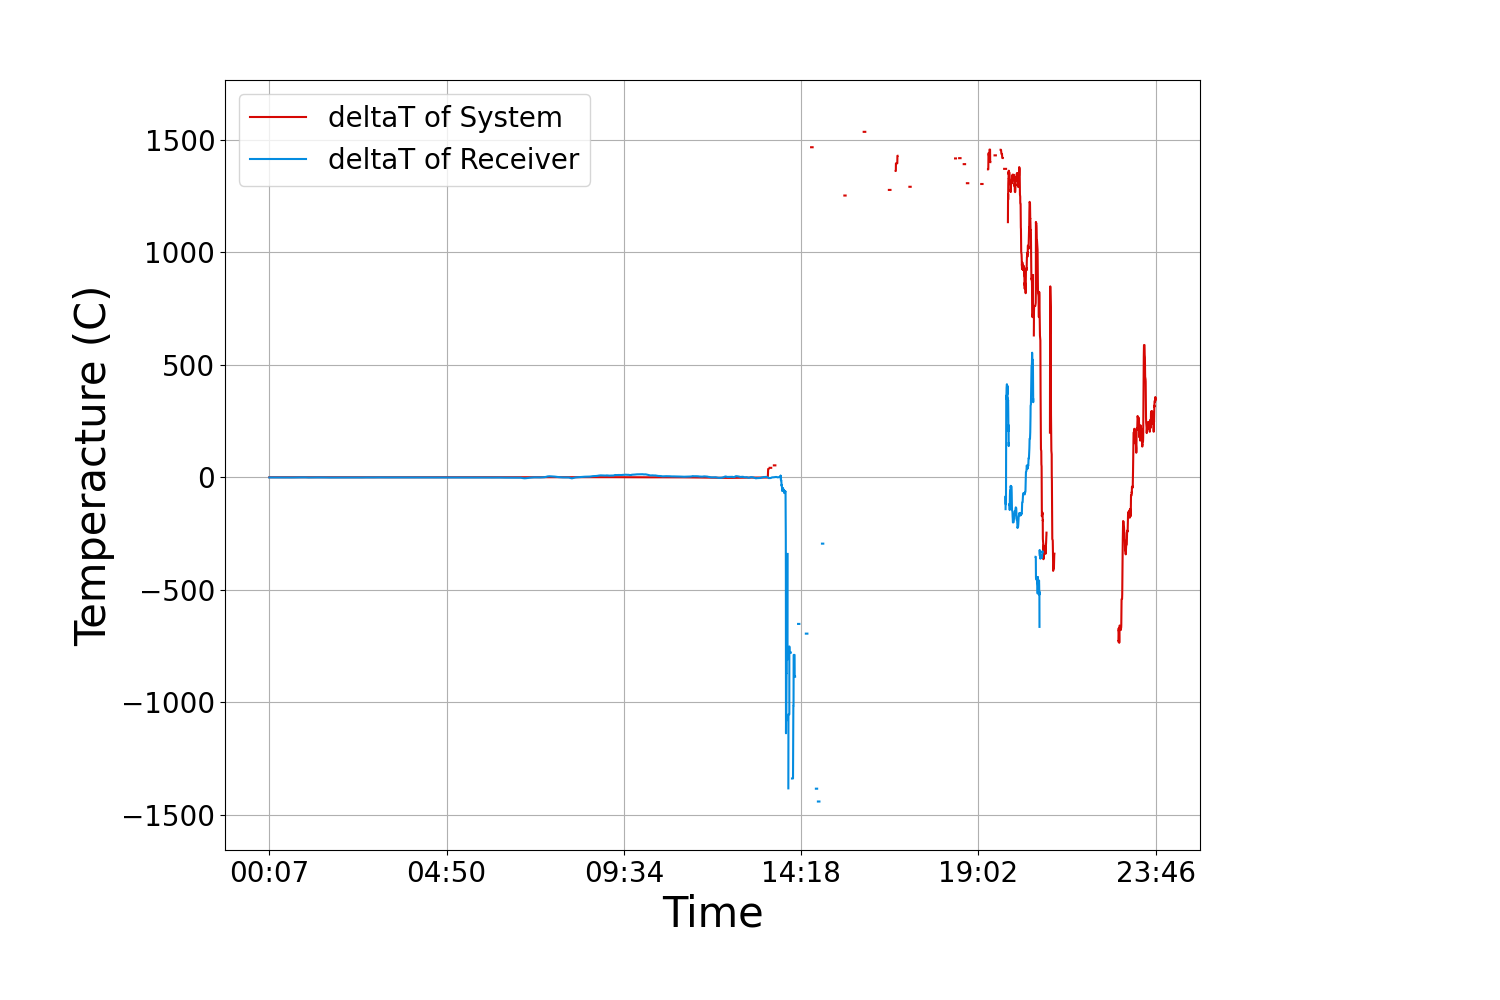 deltaT of System
deltaT of Receiver
1500
1000
500
0
−500
−1000
−1500
Temperacture (C)
00:07 04:50 09:34 14:18 19:02 23:46
Time